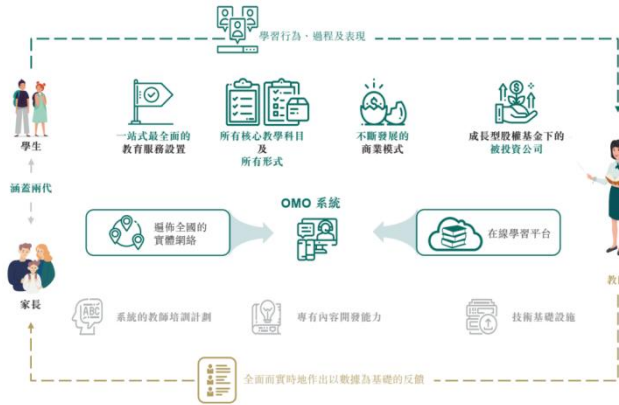 學習行為、過程及表現
學生
一站式最全面的
教育服務設置
所有核心教學科目
及
所有形式
不斷發展的
商業模式
成長型股權基金下的
被投資公司
涵蓋兩代
OMO 系統
遍佈全國的
實體網絡
在線學習平台
家長
教
ABC
系統的教師培訓計劃
專有內容開發能力
技術基礎設施
全面而實時地作出以數據為基礎的反饋